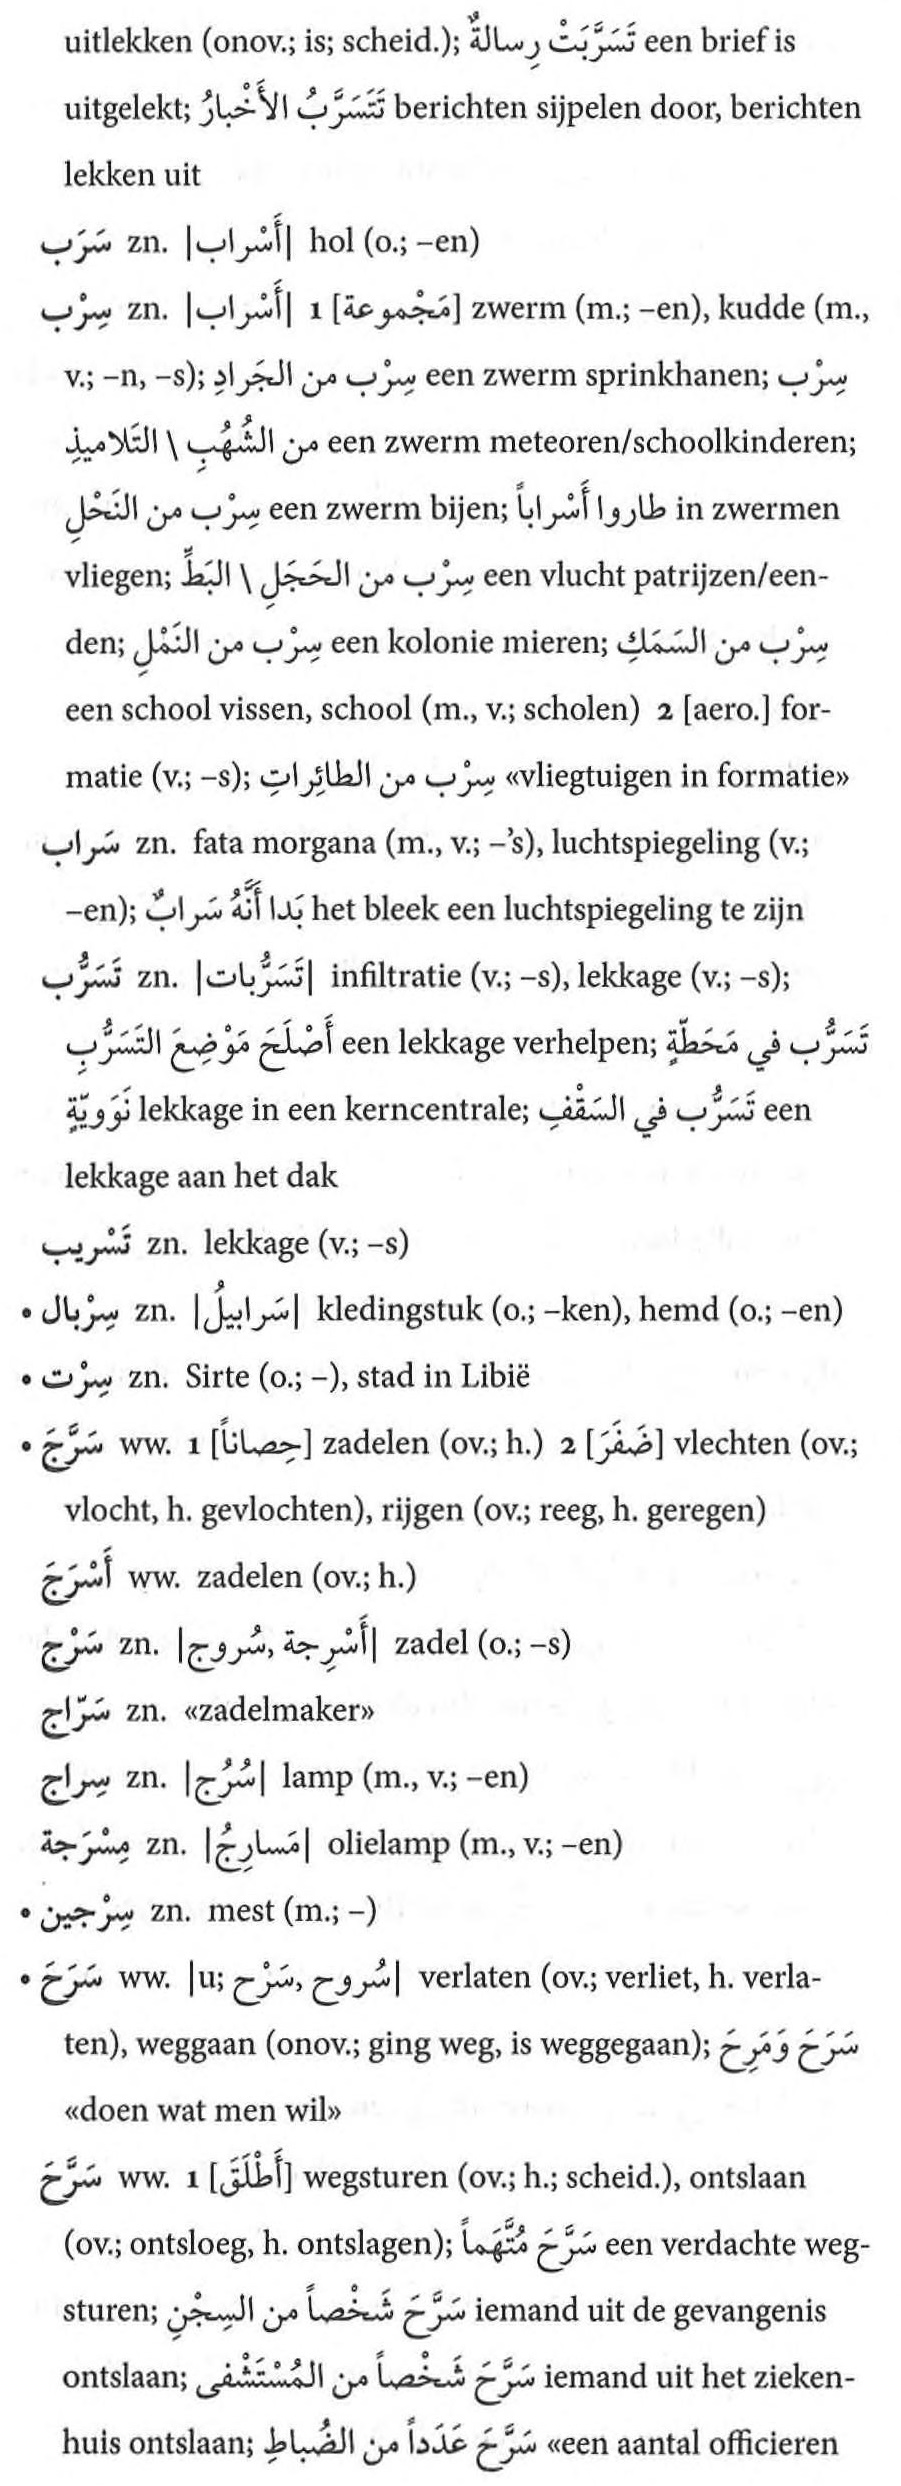 uitlekken (onov.; is; scheid.); تَسَرَّبَتْ رِسالةٌ een brief is
uitgelekt; تَتَسَرَّبُ الأَخْبارُ berichten sijpelen door, berichten
lekken uit
سَرَب zn. |أَسْراب| hol (o.; –en)
سِرْب zn. |أَسْراب| 1 [مَجْموعة] zwerm (m.; –en), kudde (m.,
v.; –n, –s); سِرْب من الجَرادِ een zwerm sprinkhanen; سِرْب
من الشُهُبِ \ التَلاميذِ een zwerm meteoren/schoolkinderen;
سِرْب من النَحْلِ een zwerm bijen; طاروا أَسْراباً in zwermen
vliegen; سِرْب من الحَجَلِ \ البَطِّ een vlucht patrijzen/een-
den; سِرْب من النَمْلِ een kolonie mieren; سِرْب من السَمَكِ
een school vissen, school (m., v.; scholen) 2 [aero.] for-
matie (v.; –s); سِرْب من الطائِراتِ «vliegtuigen in formatie»
سَراب zn. fata morgana (m., v.; –’s), luchtspiegeling (v.;
–en); بَدا أَنَّهُ سَرابٌ het bleek een luchtspiegeling te zijn
تَسَرُّب zn. |تَسَرُّبات| infiltratie (v.; –s), lekkage (v.; –s);
أَصْلَحَ مَوْضِعَ التَسَرُّبِ een lekkage verhelpen; تَسَرُّب في مَحَطّةٍ
نَوَويّةٍ lekkage in een kerncentrale; تَسَرُّب في السَقْفِ een
lekkage aan het dak
تَسْريب zn. lekkage (v.; –s)
• سِرْبال zn. |سَرابيلُ| kledingstuk (o.; –ken), hemd (o.; –en)
• سِرْت zn. Sirte (o.; –), stad in Libië
• سَرَّجَ ww. 1 [حِصاناً] zadelen (ov.; h.) 2 [ضَفَرَ] vlechten (ov.;
vlocht, h. gevlochten), rijgen (ov.; reeg, h. geregen)
أَسْرَجَ ww. zadelen (ov.; h.)
سَرْج zn. |أَسْرِجة, سُروج| zadel (o.; –s)
سَرّاج zn. «zadelmaker»
سِراج zn. |سُرُج| lamp (m., v.; –en)
مِسْرَجة zn. |مَسارِجُ| olielamp (m., v.; –en)
• سِرْجين zn. mest (m.; –)
• سَرَحَ ww. |u; سُروح, سَرْح| verlaten (ov.; verliet, h. verla-
ten), weggaan (onov.; ging weg, is weggegaan); سَرَحَ وَمَرِحَ
«doen wat men wil»
سَرَّحَ ww. 1 [أَطْلَقَ] wegsturen (ov.; h.; scheid.), ontslaan
(ov.; ontsloeg, h. ontslagen); سَرَّحَ مُتَّهَماً een verdachte weg-
sturen; سَرَّحَ شَخْصاً من السِجْنِ iemand uit de gevangenis
ontslaan; سَرَّحَ شَخْصاً من المُسْتَشْفى iemand uit het zieken-
huis ontslaan; سَرَّحَ عَدَداً من الضُباطِ «een aantal officieren